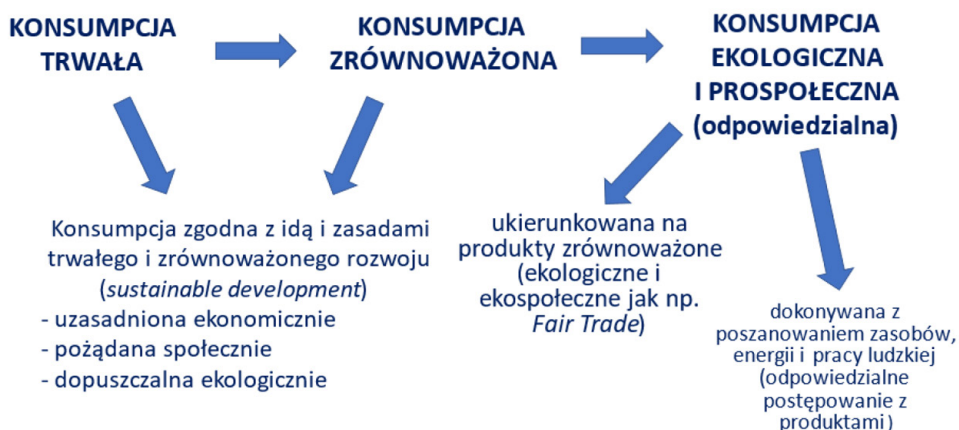 KONSUMPCJA
TRWAŁA
KONSUMPCJA
ZRÓWNOWAŻONA
KONSUMPCJA
EKOLOGICZNA
I PROSPOŁECZNA
(odpowiedzialna)
Konsumpcja zgodna z idą i zasadami
trwałego i zrównoważonego rozwoju
(sustainable development)
- uzasadniona ekonomicznie
- pożądana społecznie
- dopuszczalna ekologicznie
ukierunkowana na
produkty zrównoważone
(ekologiczne i
ekospołeczne jak np.
Fair Trade)
dokonywana z
poszanowaniem zasobów,
energii i pracy ludzkiej
(odpowiedzialne
postępowanie z
produktami)